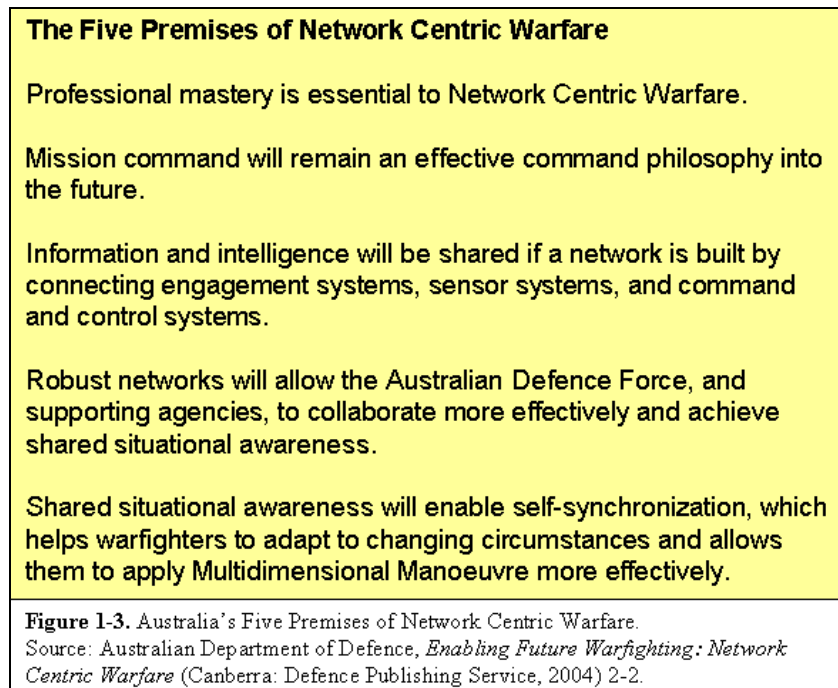 The Five Premises of Network Centric Warfare
Professional mastery is essential to Network Centric Warfare.
Mission command will remain an effective command philosophy into
the future.
Information and intelligence will be shared if a network is built by
connecting engagement systems, sensor systems, and command
and control systems.
Robust networks will allow the Australian Defence Force, and
supporting agencies, to collaborate more effectively and achieve
shared situational awareness.
Shared situational awareness will enable self-synchronization, which
helps warfighters to adapt to changing circumstances and allows
them to apply Multidimensional Manoeuvre more effectively.
Figure 1-3. Australia's Five Premises of Network Centric Warfare.
Source: Australian Department of Defence, Enabling Future Warfighting: Network
Centric Warfare (Canberra: Defence Publishing Service, 2004) 2-2.